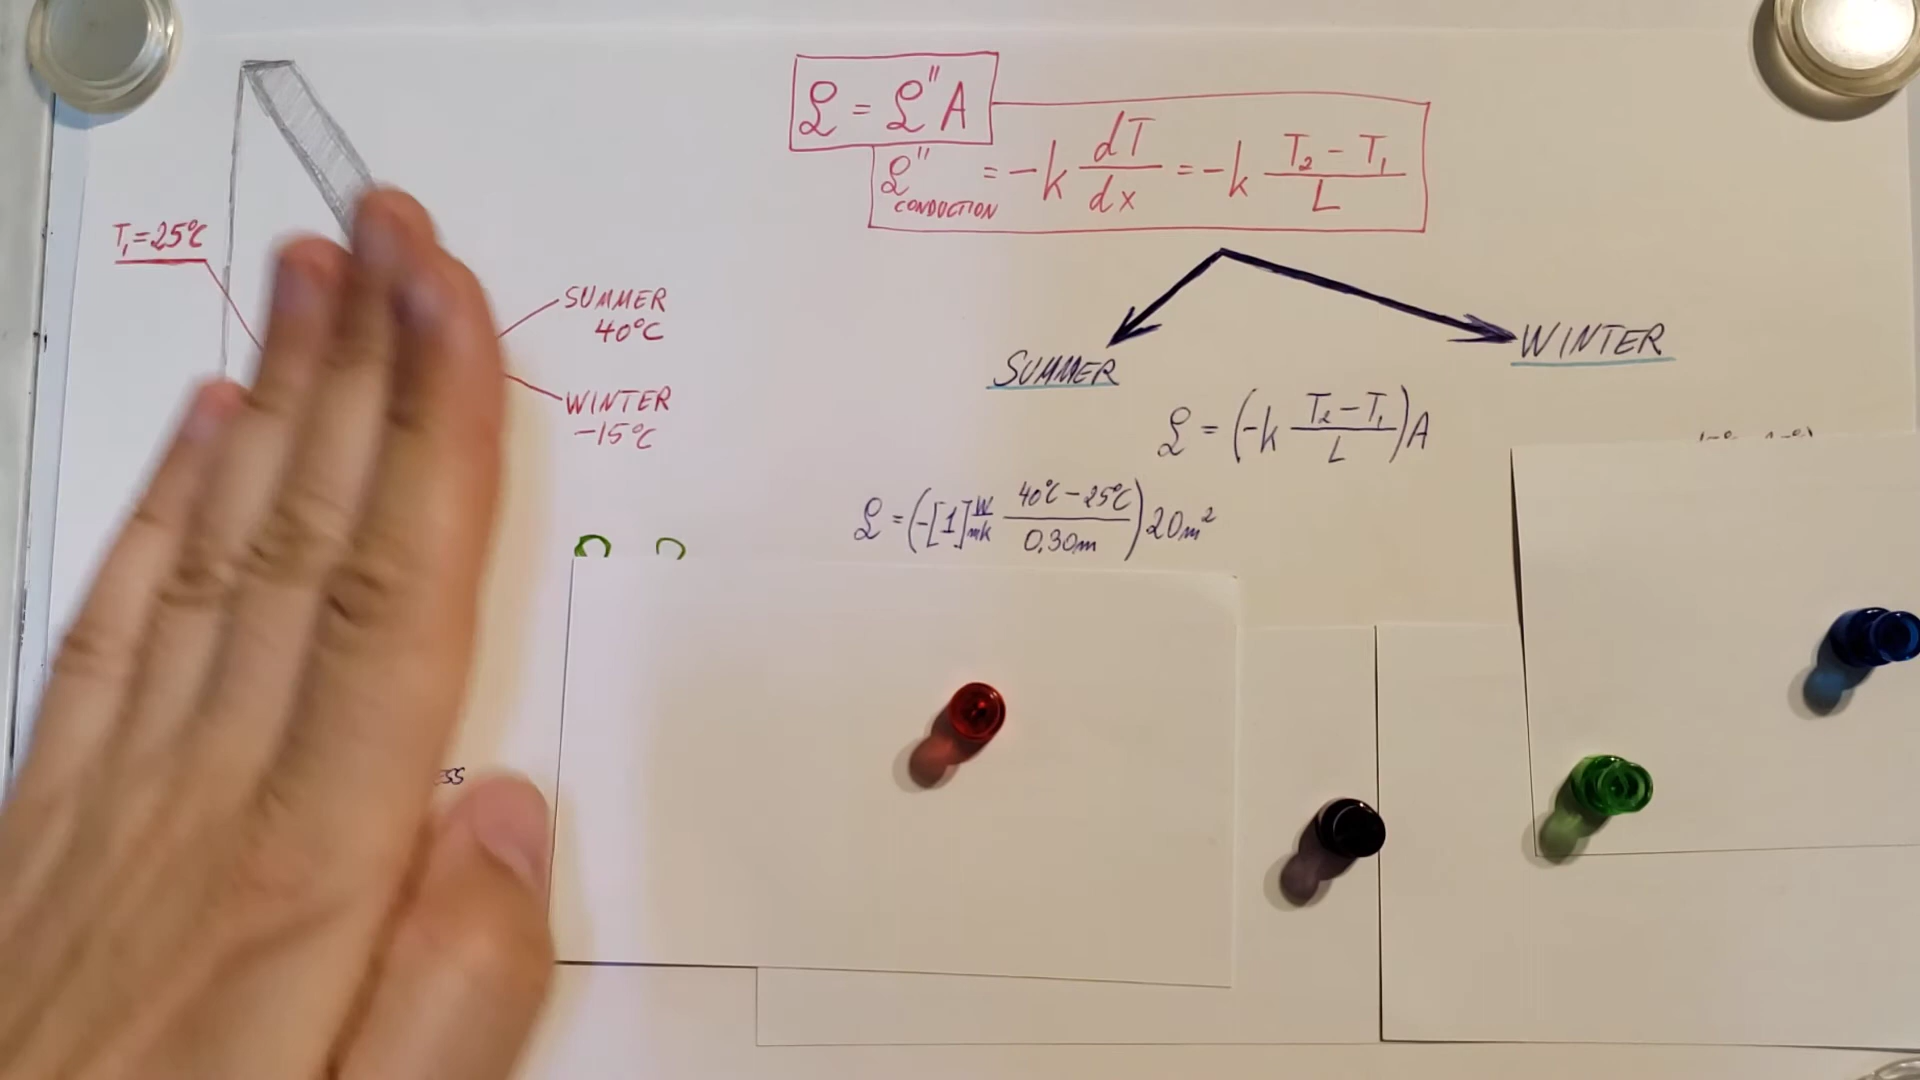 ℒ = ℒ"A
ℒ" CONDUCTION = -k dT/dx = -k (T₂ - T₁)/L
T₁=25°C
SUMMER
40°C
WINTER
-15°C
SUMMER
WINTER
ℒ = (-k (T₂-T₁)/L)A
ℒ = (-[1] W/mk (40°C-25°C)/0.30m) 20m²
ESS